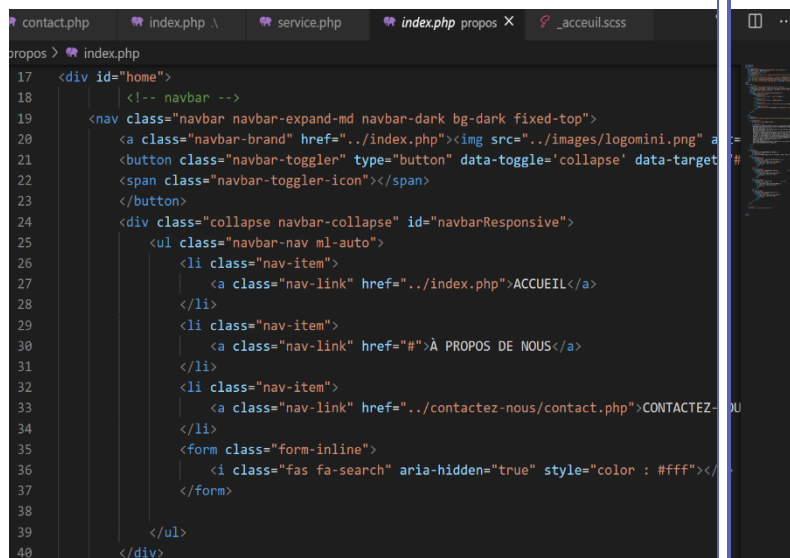 contact.php index.php .\ service.php index.php propos _acceuil.scss
propos > index.php
17 <div id="home">
18 <!-- navbar -->
19 <nav class="navbar navbar-expand-md navbar-dark bg-dark fixed-top">
20 <a class="navbar-brand" href="../index.php"><img src="../images/logomini.png" a
21 <button class="navbar-toggler" type="button" data-toggle='collapse' data-target "#
22 <span class="navbar-toggler-icon"></span>
23 </button>
24 <div class="collapse navbar-collapse" id="navbarResponsive">
25 <ul class="navbar-nav ml-auto">
26 <li class="nav-item">
27 <a class="nav-link" href="../index.php">ACCUEIL</a>
28 </li>
29 <li class="nav-item">
30 <a class="nav-link" href="#">À PROPOS DE NOUS</a>
31 </li>
32 <li class="nav-item">
33 <a class="nav-link" href="../contactez-nous/contact.php">CONTACTEZ- OU
34 </li>
35 <form class="form-inline">
36 <i class="fas fa-search" aria-hidden="true" style="color : #fff"></
37 </form>
38
39 </ul>
40 </div>